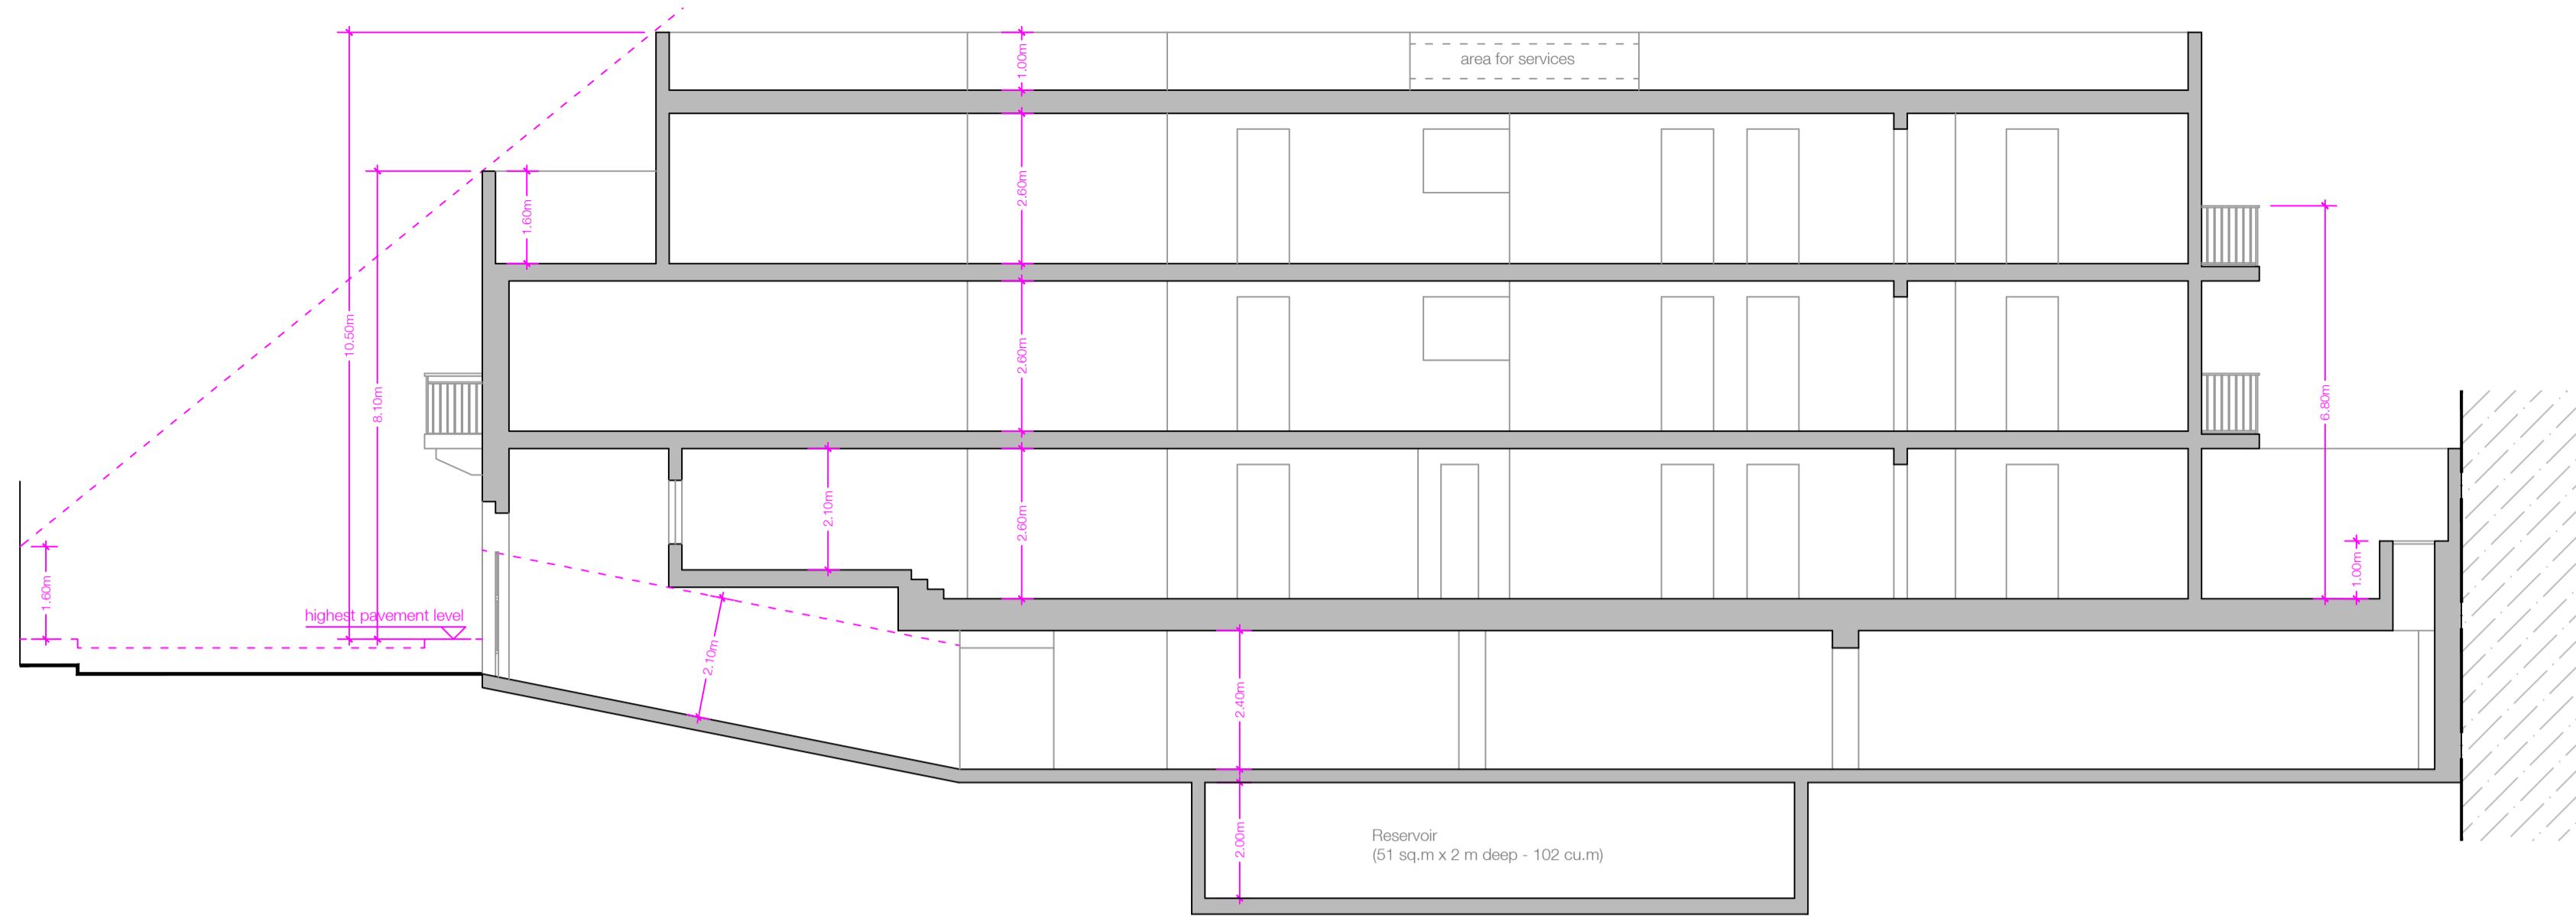 area for services
1.00m
2.60m
1.60m
10.50m
8.10m
2.60m
6.80m
2.10m
2.60m
1.00m
1.60m
highest pavement level
2.10m
2.40m
2.00m
Reservoir
(51 sq.m x 2 m deep - 102 cu.m)